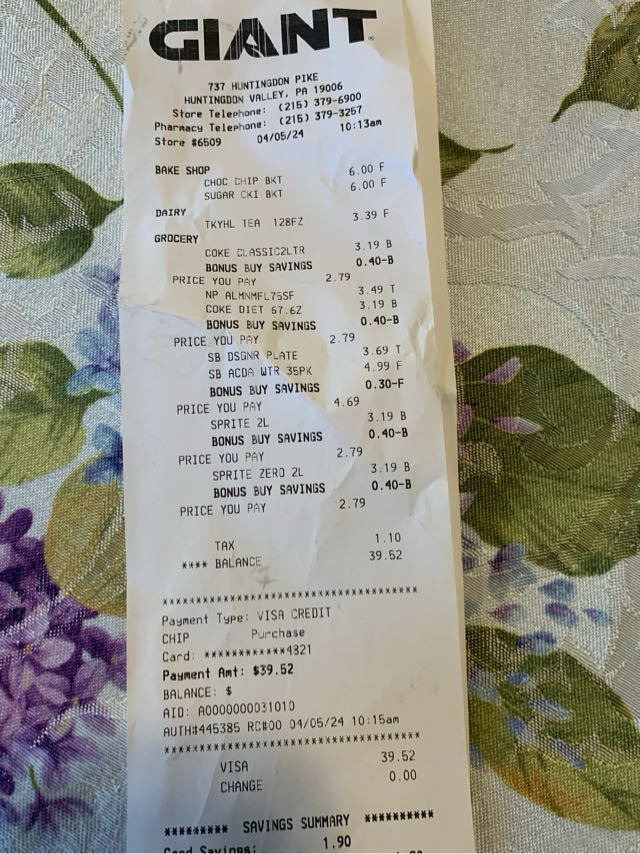 GIANT
737 HUNTINGDON PIKE
HUNTINGDON VALLEY, PA 19006
Store Telephone: (215) 379-6900
Pharmacy Telephone: (215) 379-3257
Store #6509 04/05/24 10:13am
BAKE SHOP
CHOC CHIP BKT 6.00 F
SUGAR CKI BKT 6.00 F
DAIRY
TKYHL TEA 128FZ 3.39 F
GROCERY
COKE CLASSIC2LTR 3.19 B
BONUS BUY SAVINGS 0.40-B
PRICE YOU PAY 2.79
NP ALMNMFL75SF 3.49 T
COKE DIET 67.6Z 3.19 B
BONUS BUY SAVINGS 0.40-B
PRICE YOU PAY 2.79
SB DSGNR PLATE 3.69 T
SB ACDA WTR 35PK 4.99 F
BONUS BUY SAVINGS 0.30-F
PRICE YOU PAY 4.69
SPRITE 2L 3.19 B
BONUS BUY SAVINGS 0.40-B
PRICE YOU PAY 2.79
SPRITE ZERO 2L 3.19 B
BONUS BUY SAVINGS 0.40-B
PRICE YOU PAY 2.79
TAX 1.10
**** BALANCE 39.52
************************************
Payment Type: VISA CREDIT
CHIP Purchase
Card: ************4321
Payment Amt: $39.52
BALANCE: $
AID: A0000000031010
AUTH#445385 RC#00 04/05/24 10:15am
************************************
VISA 39.52
CHANGE 0.00
********* SAVINGS SUMMARY **********
Card Savings: 1.90